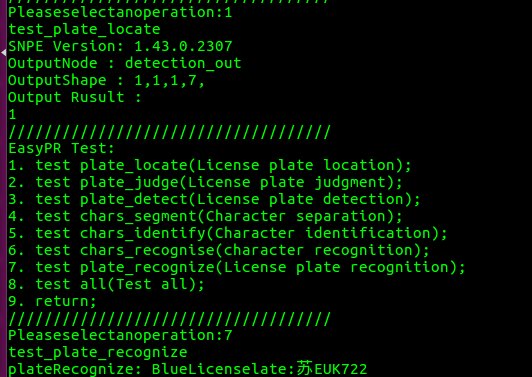 ///////////////////////////////////
Pleaseselectanoperation:1
test_plate_locate
SNPE Version: 1.43.0.2307
OutputNode : detection_out
OutputShape : 1,1,1,7,
Output Rusult :
1
///////////////////////////////////
EasyPR Test:
1. test plate_locate(License plate location);
2. test plate_judge(License plate judgment);
3. test plate_detect(License plate detection);
4. test chars_segment(Character separation);
5. test chars_identify(Character identification);
6. test chars_recognise(character recognition);
7. test plate_recognize(License plate recognition);
8. test all(Test all);
9. return;
///////////////////////////////////
Pleaseselectanoperation:7
test_plate_recognize
plateRecognize: BlueLicenselate:苏EUK722